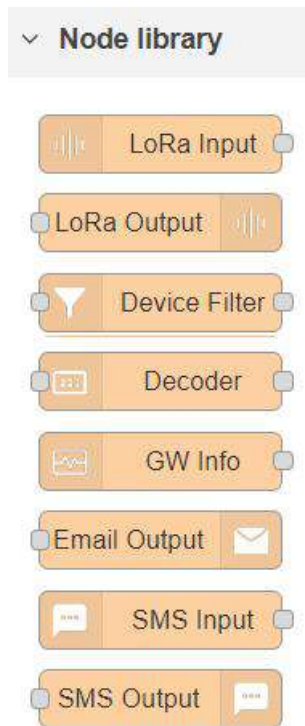 Node library
LoRa Input
LoRa Output
Device Filter
Decoder
GW Info
Email Output
SMS Input
SMS Output